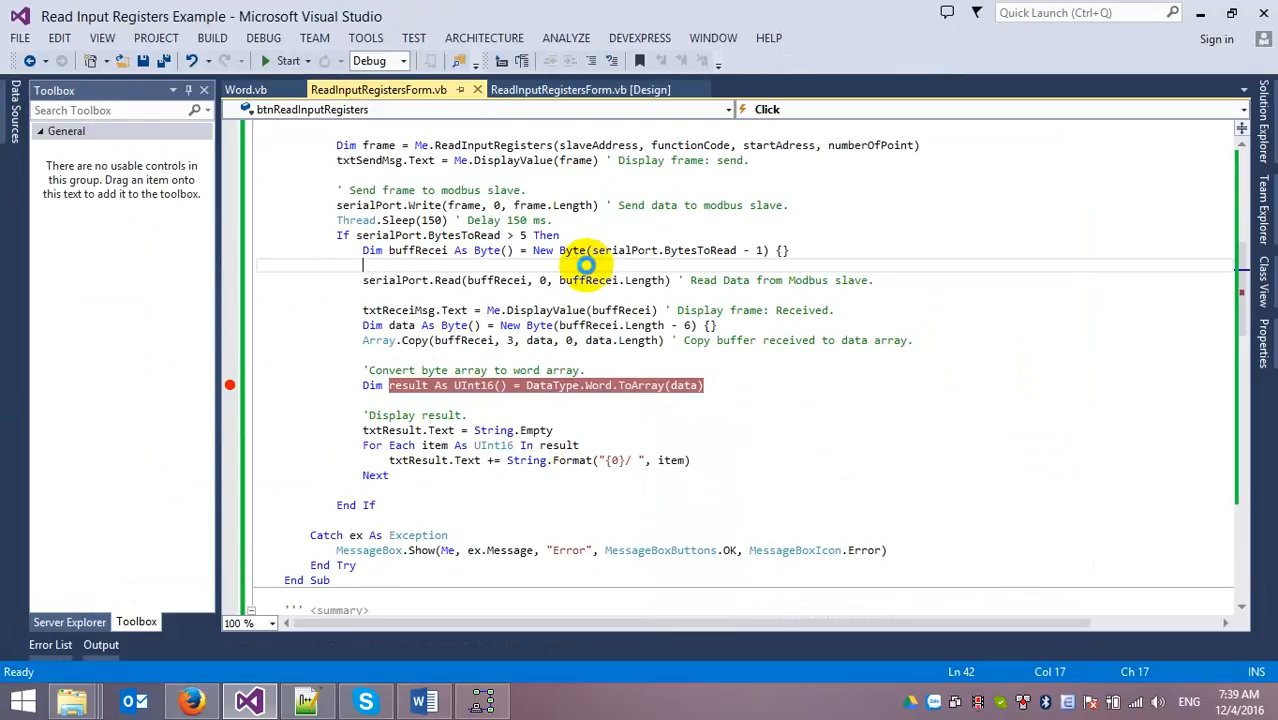 Read Input Registers Example - Microsoft Visual Studio
Quick Launch (Ctrl+Q)
FILE EDIT VIEW PROJECT BUILD DEBUG TEAM TOOLS TEST ARCHITECTURE ANALYZE DEVEXPRESS WINDOW HELP
Sign in
Start Debug
Data Sources
Toolbox
Search Toolbox
General
There are no usable controls in
this group. Drag an item onto
this text to add it to the toolbox.
Server Explorer Toolbox
Word.vb ReadInputRegistersForm.vb ReadInputRegistersForm.vb [Design]
btnReadInputRegisters Click
Dim frame = Me.ReadInputRegisters(slaveAddress, functionCode, startAdress, numberOfPoint)
txtSendMsg.Text = Me.DisplayValue(frame) ' Display frame: send.
' Send frame to modbus slave.
serialPort.Write(frame, 0, frame.Length) ' Send data to modbus slave.
Thread.Sleep(150) ' Delay 150 ms.
If serialPort.BytesToRead > 5 Then
Dim buffRecei As Byte() = New Byte(serialPort.BytesToRead - 1) {}
serialPort.Read(buffRecei, 0, buffRecei.Length) ' Read Data from Modbus slave.
txtReceiMsg.Text = Me.DisplayValue(buffRecei) ' Display frame: Received.
Dim data As Byte() = New Byte(buffRecei.Length - 6) {}
Array.Copy(buffRecei, 3, data, 0, data.Length) ' Copy buffer received to data array.
'Convert byte array to word array.
Dim result As UInt16() = DataType.Word.ToArray(data)
'Display result.
txtResult.Text = String.Empty
For Each item As UInt16 In result
txtResult.Text += String.Format("{0}/ ", item)
Next
End If
Catch ex As Exception
MessageBox.Show(Me, ex.Message, "Error", MessageBoxButtons.OK, MessageBoxIcon.Error)
End Try
End Sub
''' <summary>
100 %
Solution Explorer
Team Explorer
Class View
Properties
Error List Output
Ready Ln 42 Col 17 Ch 17 INS
ENG
7:39 AM
12/4/2016